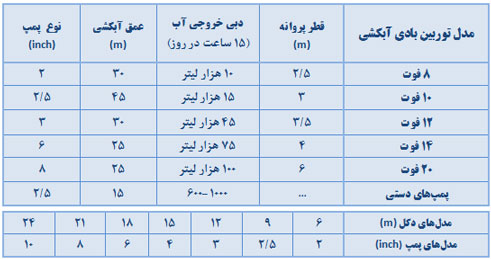 مدل توربین بادی آبکشی قطر پروانه (m) دبی خروجی آب (۱۵ ساعت در روز) عمق آبکشی (m) نوع پمپ (inch)
۸ فوت ۲/۵ ۱۰ هزار لیتر ۳۰ ۲
۱۰ فوت ۳ ۱۵ هزار لیتر ۴۵ ۲/۵
۱۲ فوت ۳/۵ ۴۵ هزار لیتر ۳۰ ۳
۱۴ فوت ۴ ۷۵ هزار لیتر ۲۵ ۶
۲۰ فوت ۶ ۱۰۰ هزار لیتر ۲۵ ۸
پمپ‌های دستی ... ۶۰۰-۱۰۰۰ ۱۵ ۲/۵
مدل‌های دکل (m) ۶ ۹ ۱۲ ۱۵ ۱۸ ۲۱ ۲۴
مدل‌های پمپ (inch) ۲ ۲/۵ ۳ ۴ ۶ ۸ ۱۰